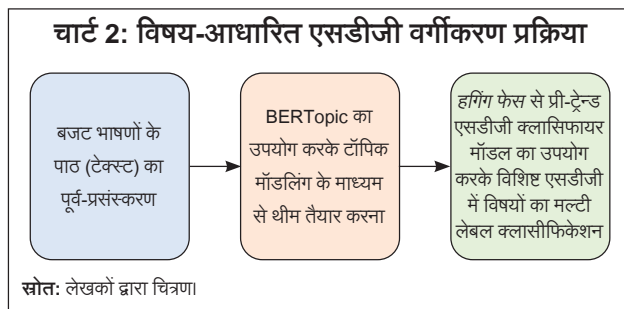 चार्ट 2: विषय-आधारित एसडीजी वर्गीकरण प्रक्रिया
बजट भाषणों के
पाठ (टेक्स्ट) का
पूर्व-प्रसंस्करण
BERTopic का
उपयोग करके टॉपिक
मॉडलिंग के माध्यम
से थीम तैयार करना
हगिंग फेस से प्री-ट्रेन्ड
एसडीजी क्लासिफायर
मॉडल का उपयोग
करके विशिष्ट एसडीजी
में विषयों का मल्टी
लेबल क्लासीफिकेशन
स्रोत: लेखकों द्वारा चित्रण।